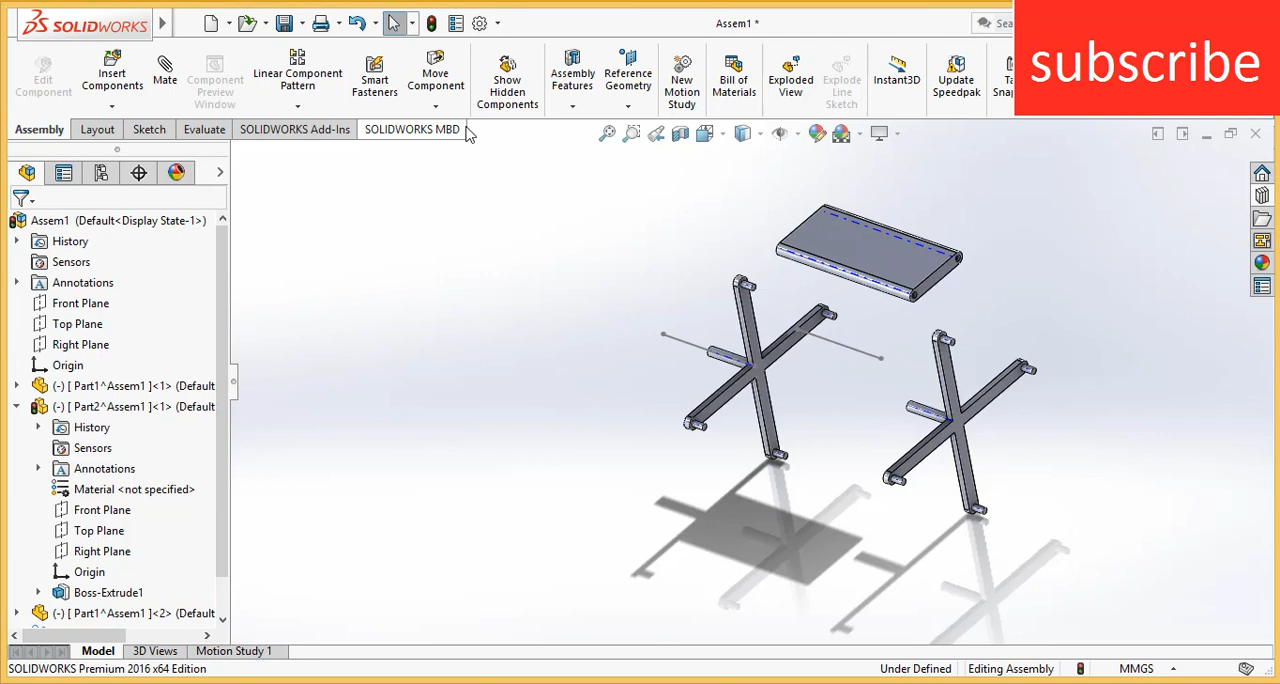 SOLIDWORKS
Assem1 *
Sea
subscribe
Edit Component
Insert Components
Mate
Component Preview Window
Linear Component Pattern
Smart Fasteners
Move Component
Show Hidden Components
Assembly Features
Reference Geometry
New Motion Study
Bill of Materials
Exploded View
Explode Line Sketch
Instant3D
Update Speedpak
Ta
Snap
Assembly
Layout
Sketch
Evaluate
SOLIDWORKS Add-Ins
SOLIDWORKS MBD
Assem1 (Default<Display State-1>)
History
Sensors
Annotations
Front Plane
Top Plane
Right Plane
Origin
(-) [ Part1^Assem1 ]<1> (Default
(-) [ Part2^Assem1 ]<1> (Default
History
Sensors
Annotations
Material <not specified>
Front Plane
Top Plane
Right Plane
Origin
Boss-Extrude1
(-) [ Part1^Assem1 ]<2> (Default
Model
3D Views
Motion Study 1
SOLIDWORKS Premium 2016 x64 Edition
Under Defined
Editing Assembly
MMGS